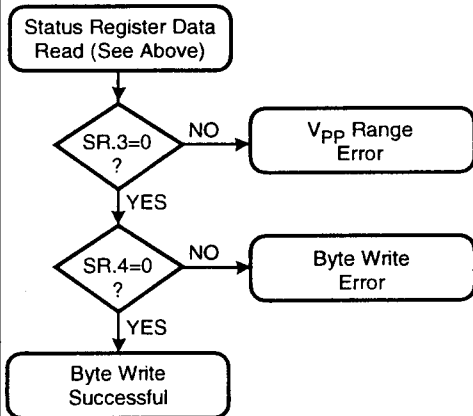 Status Register Data
Read (See Above)
SR.3=0
?
NO
V_PP Range
Error
YES
SR.4=0
?
NO
Byte Write
Error
YES
Byte Write
Successful